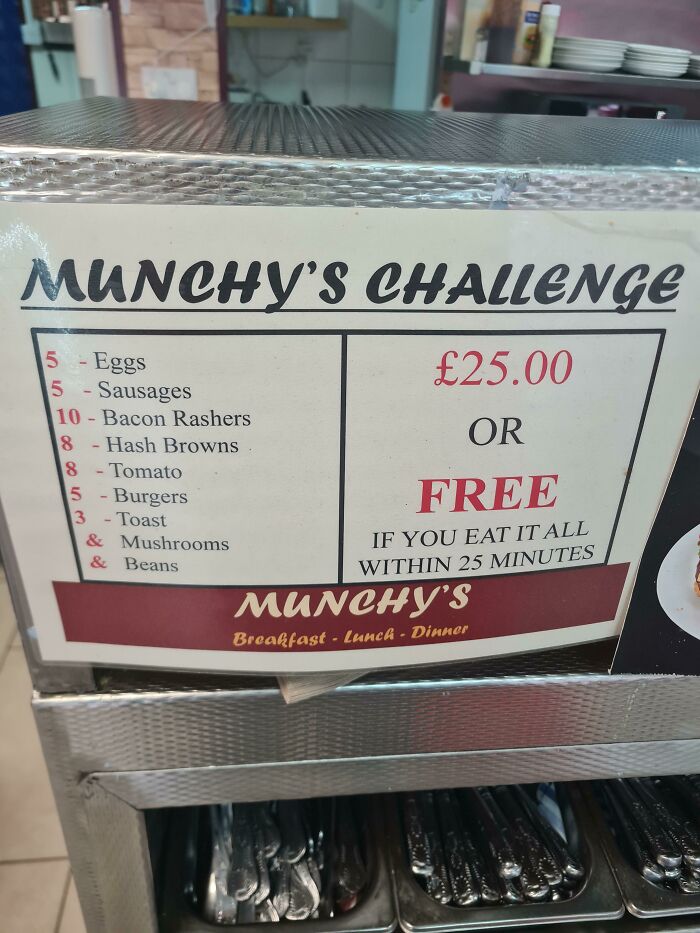 MUNCHY'S CHALLENGE
5 - Eggs
5 - Sausages
10 - Bacon Rashers
8 - Hash Browns
8 - Tomato
5 - Burgers
3 - Toast
& Mushrooms
& Beans
£25.00
OR
FREE
IF YOU EAT IT ALL
WITHIN 25 MINUTES
MUNCHY'S
Breakfast - Lunch - Dinner